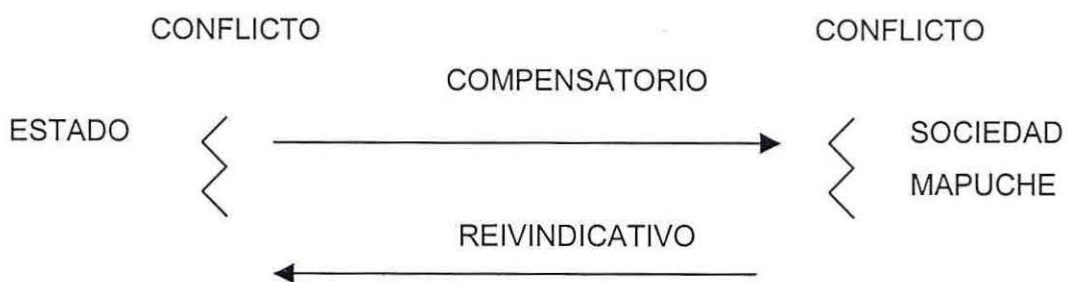 CONFLICTO CONFLICTO
COMPENSATORIO
ESTADO SOCIEDAD
MAPUCHE
REIVINDICATIVO